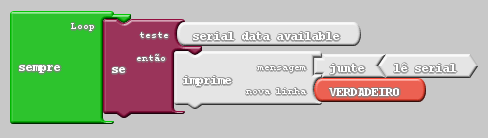 Loop
sempre
se
teste
serial data available
então
imprime
mensagem
junte
lê serial
nova linha
VERDADEIRO